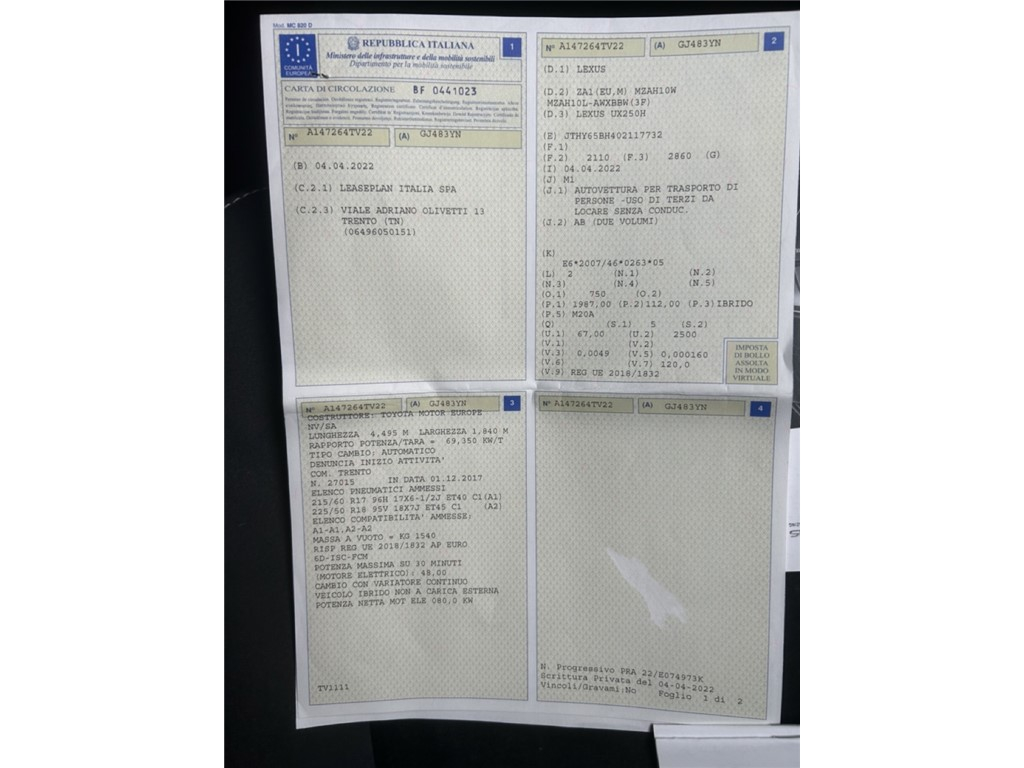 Mod. MC 820 D
I
COMUNITÀ
EUROPEA
REPUBBLICA ITALIANA
Ministero delle infrastrutture e della mobilità sostenibili
Dipartimento per la mobilità sostenibile
1
CARTA DI CIRCOLAZIONE BF 0441023
N° A147264TV22 (A) GJ483YN
(B) 04.04.2022
(C.2.1) LEASEPLAN ITALIA SPA
(C.2.3) VIALE ADRIANO OLIVETTI 13
TRENTO (TN)
(06496050151)
N° A147264TV22 (A) GJ483YN 2
(D.1) LEXUS
(D.2) ZA1(EU,M) MZAH10W
MZAH10L-AWXBBW(3F)
(D.3) LEXUS UX250H
(E) JTHY65BH402117732
(F.1)
(F.2) 2110 (F.3) 2860 (G)
(I) 04.04.2022
(J) M1
(J.1) AUTOVETTURA PER TRASPORTO DI
PERSONE -USO DI TERZI DA
LOCARE SENZA CONDUC.
(J.2) AB (DUE VOLUMI)
(K)
E6*2007/46*0263*05
(L) 2 (N.1) (N.2)
(N.3) (N.4) (N.5)
(O.1) 750 (O.2)
(P.1) 1987,00 (P.2)112,00 (P.3)IBRIDO
(P.5) M20A
(Q) (S.1) 5 (S.2)
(U.1) 67,00 (U.2) 2500
(V.1) (V.2)
(V.3) 0,0049 (V.5) 0,000160
(V.6) (V.7) 120,0
(V.9) REG UE 2018/1832
IMPOSTA
DI BOLLO
ASSOLTA
IN MODO
VIRTUALE
N° A147264TV22 (A) GJ483YN 3
COSTRUTTORE: TOYOTA MOTOR EUROPE
NV/SA
LUNGHEZZA 4,495 M LARGHEZZA 1,840 M
RAPPORTO POTENZA/TARA = 69,350 KW/T
TIPO CAMBIO: AUTOMATICO
DENUNCIA INIZIO ATTIVITA'
COM. TRENTO
N. 27015 IN DATA 01.12.2017
ELENCO PNEUMATICI AMMESSI
215/60 R17 96H 17X6-1/2J ET40 C1(A1)
225/50 R18 95V 18X7J ET45 C1 (A2)
ELENCO COMPATIBILITA' AMMESSE:
A1-A1,A2-A2
MASSA A VUOTO = KG 1540
RISP REG UE 2018/1832 AP EURO
6D-ISC-FCM
POTENZA MASSIMA SU 30 MINUTI
(MOTORE ELETTRICO): 48,00
CAMBIO CON VARIATORE CONTINUO
VEICOLO IBRIDO NON A CARICA ESTERNA
POTENZA NETTA MOT ELE 080,0 KW
TV1111
N° A147264TV22 (A) GJ483YN 4
N. Progressivo PRA 22/E074973K
Scrittura Privata del 04-04-2022
Vincoli/Gravami:No Foglio 1 di 2